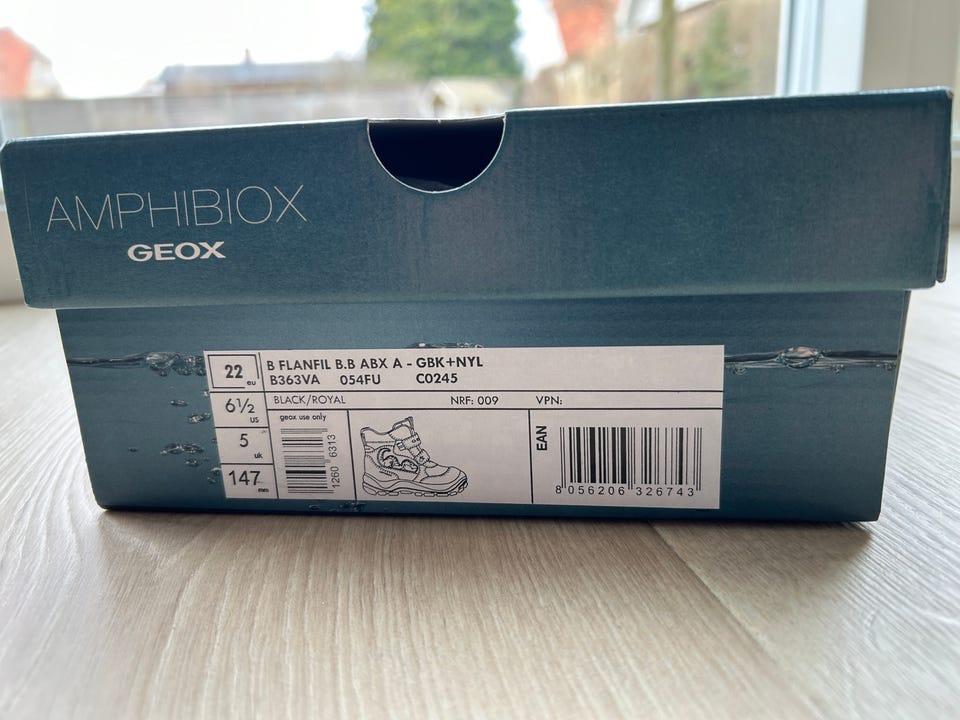 AMPHIBIOX
GEOX
22 eu
B FLANFIL B.B ABX A - GBK+NYL
B363VA 054FU C0245
6½ us
BLACK/ROYAL NRF: 009 VPN:
geox use only
5 uk
147 mm
1260 6313
EAN
8 056206 326743